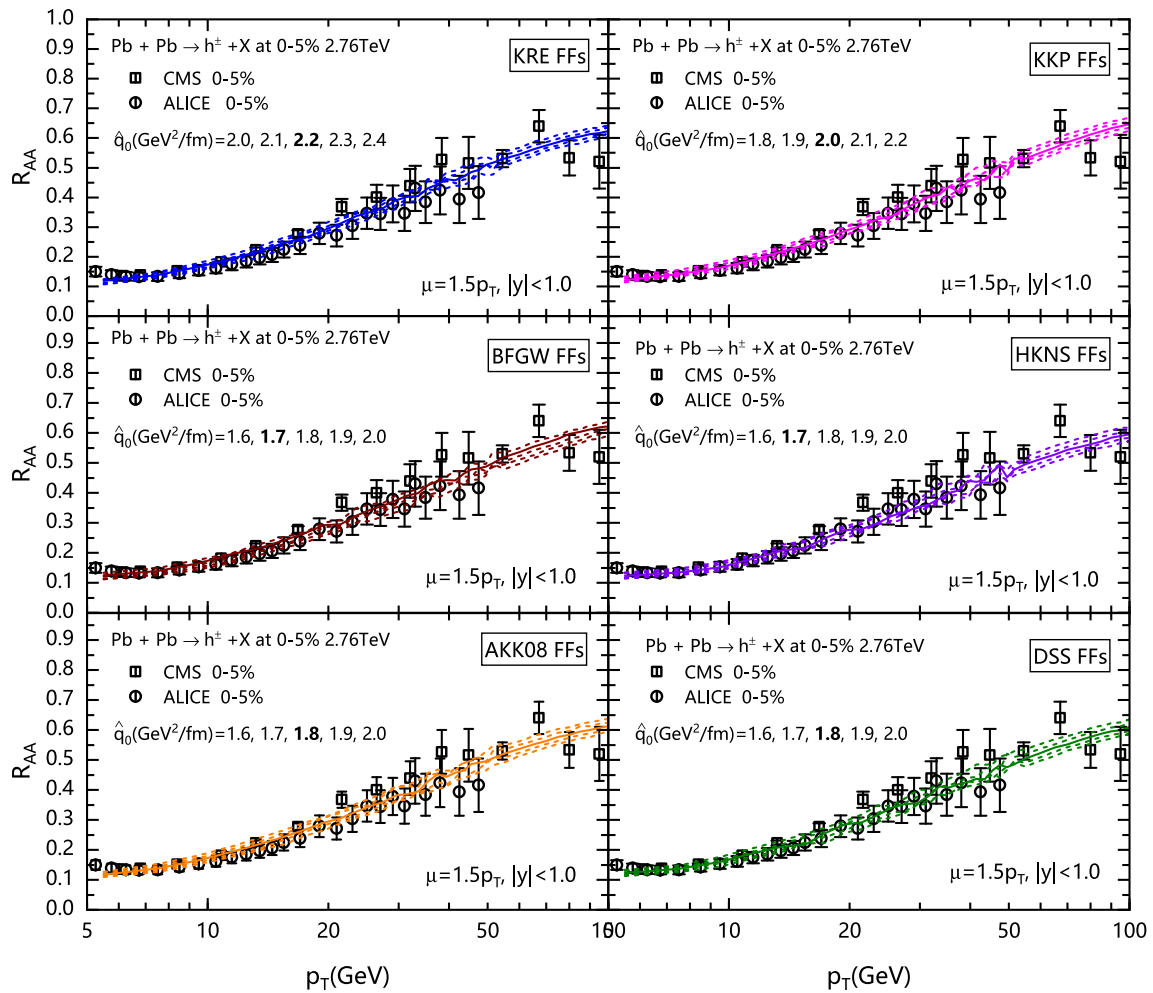 Pb + Pb → h± +X at 0-5% 2.76TeV
KRE FFs
CMS 0-5%
ALICE 0-5%
q̂0(GeV²/fm)=2.0, 2.1, 2.2, 2.3, 2.4
μ=1.5pT, |y|<1.0
RAA
1.0
0.9
0.8
0.7
0.6
0.5
0.4
0.3
0.2
0.1
0.0
Pb + Pb → h± +X at 0-5% 2.76TeV
KKP FFs
CMS 0-5%
ALICE 0-5%
q̂0(GeV²/fm)=1.8, 1.9, 2.0, 2.1, 2.2
μ=1.5pT, |y|<1.0
Pb + Pb → h± +X at 0-5% 2.76TeV
BFGW FFs
CMS 0-5%
ALICE 0-5%
q̂0(GeV²/fm)=1.6, 1.7, 1.8, 1.9, 2.0
μ=1.5pT, |y|<1.0
RAA
0.9
0.8
0.7
0.6
0.5
0.4
0.3
0.2
0.1
0.0
Pb + Pb → h± +X at 0-5% 2.76TeV
HKNS FFs
CMS 0-5%
ALICE 0-5%
q̂0(GeV²/fm)=1.6, 1.7, 1.8, 1.9, 2.0
μ=1.5pT, |y|<1.0
Pb + Pb → h± +X at 0-5% 2.76TeV
AKK08 FFs
CMS 0-5%
ALICE 0-5%
q̂0(GeV²/fm)=1.6, 1.7, 1.8, 1.9, 2.0
μ=1.5pT, |y|<1.0
RAA
0.9
0.8
0.7
0.6
0.5
0.4
0.3
0.2
0.1
0.0
5 10 20 50
pT(GeV)
Pb + Pb → h± +X at 0-5% 2.76TeV
DSS FFs
CMS 0-5%
ALICE 0-5%
q̂0(GeV²/fm)=1.6, 1.7, 1.8, 1.9, 2.0
μ=1.5pT, |y|<1.0
10 20 50 100
pT(GeV)